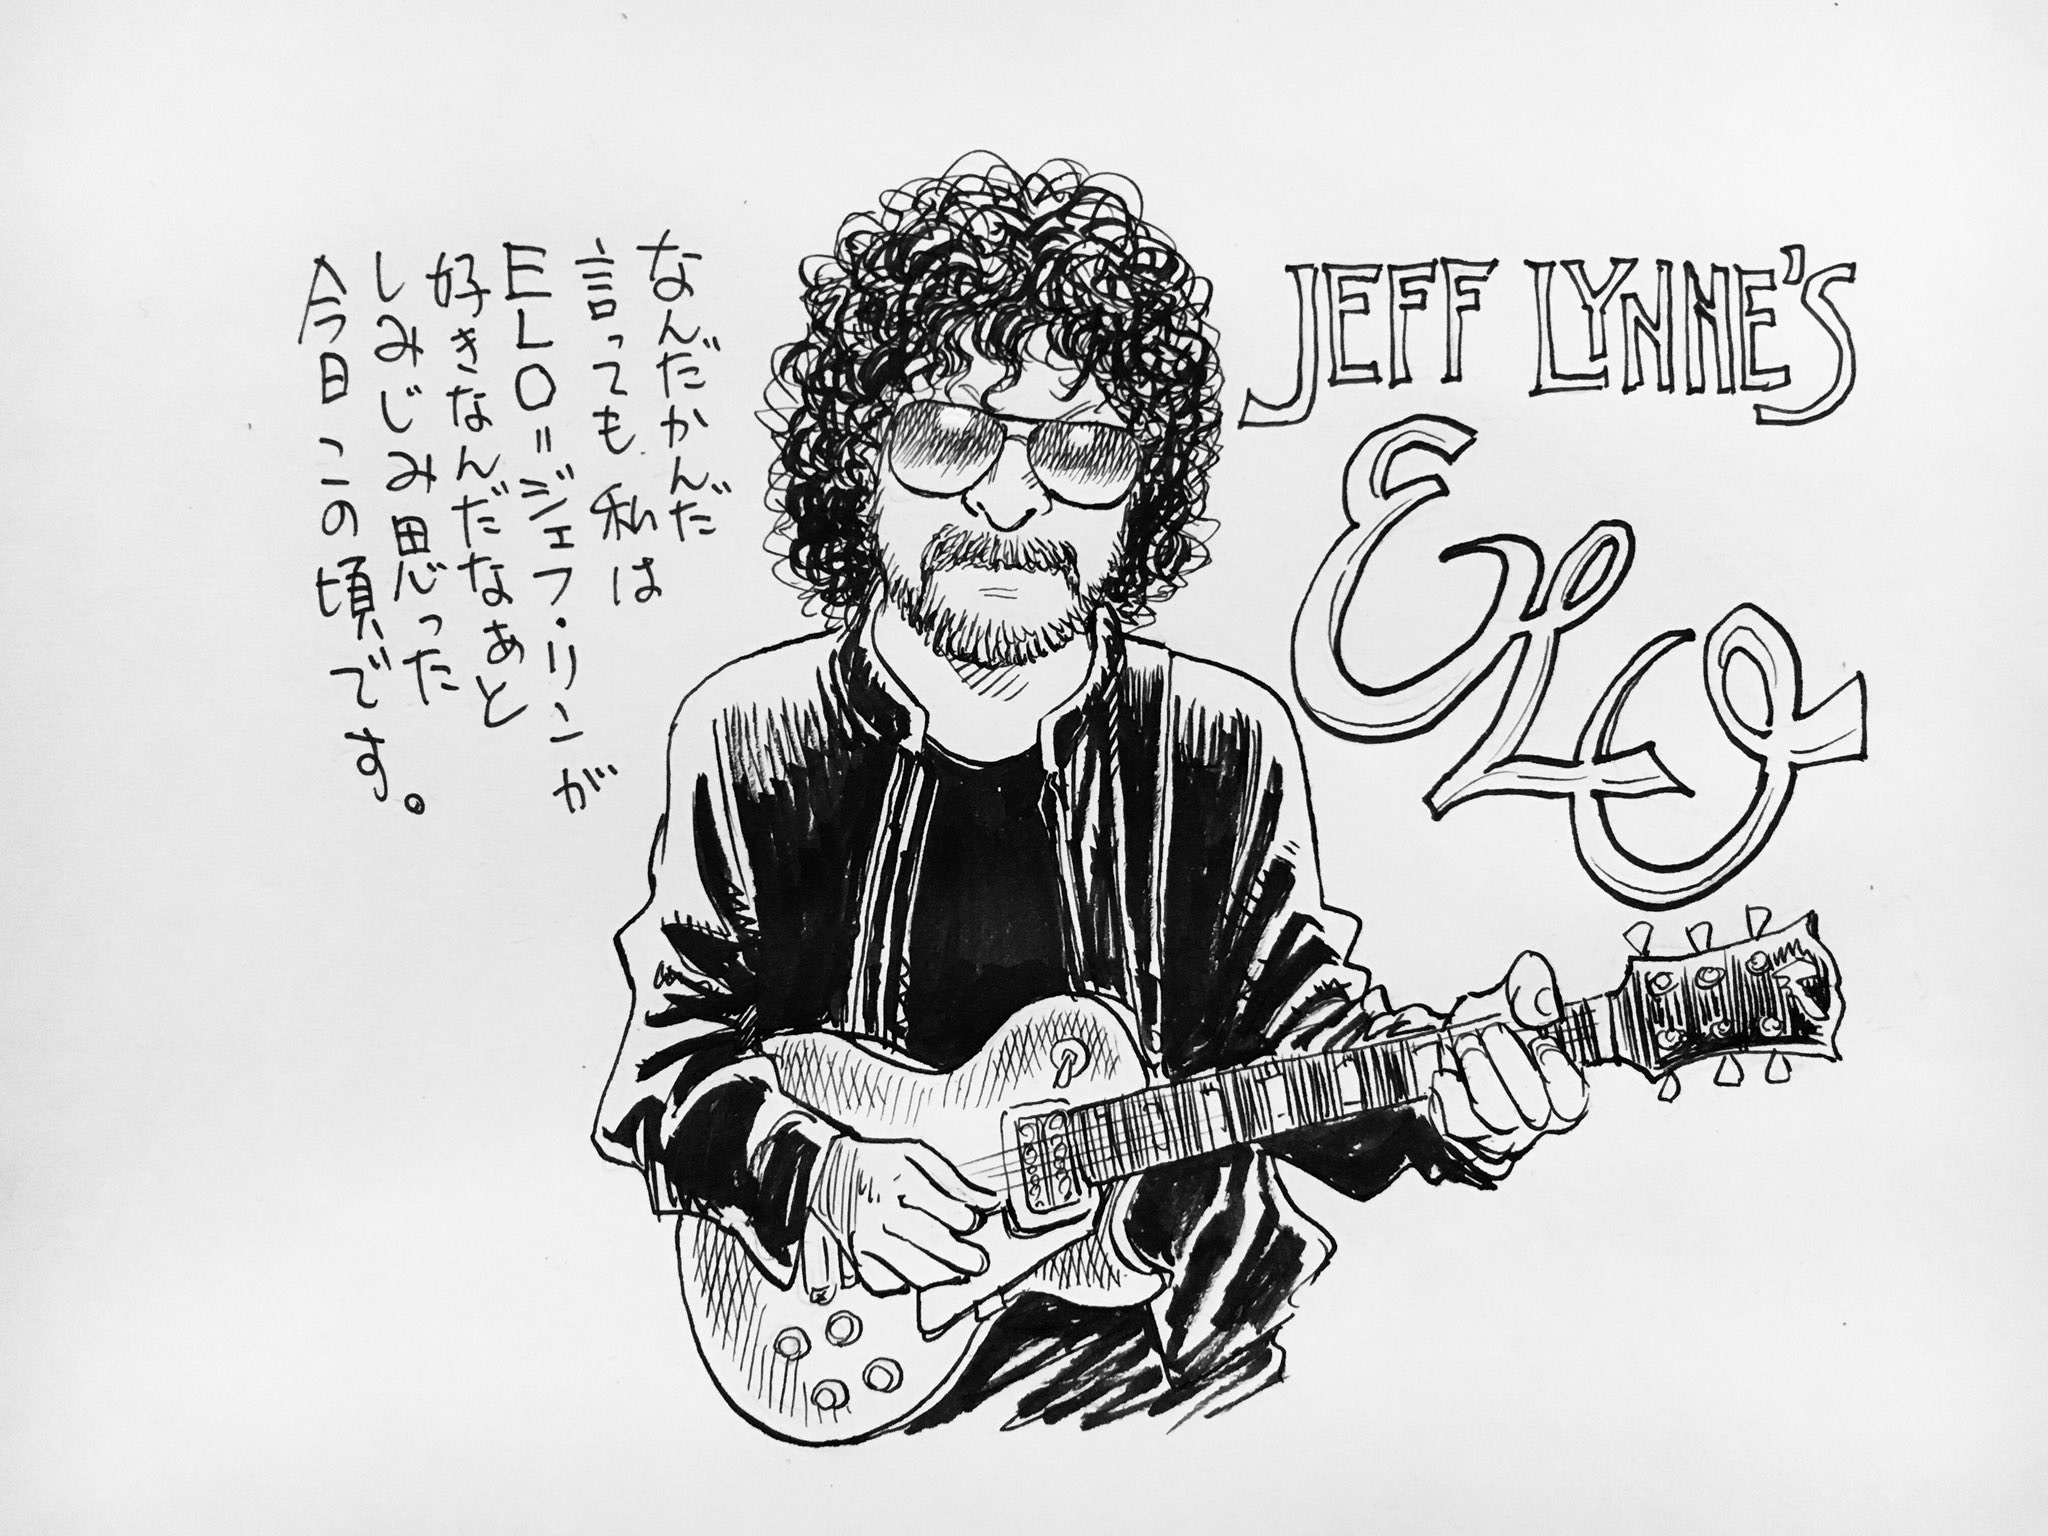 なんだかんだ
言っても私は
ELO=ジェフ・リンが
好きなんだなぁと
しみじみ思った
今日この頃です。
JEFF LYNNE'S
ELO